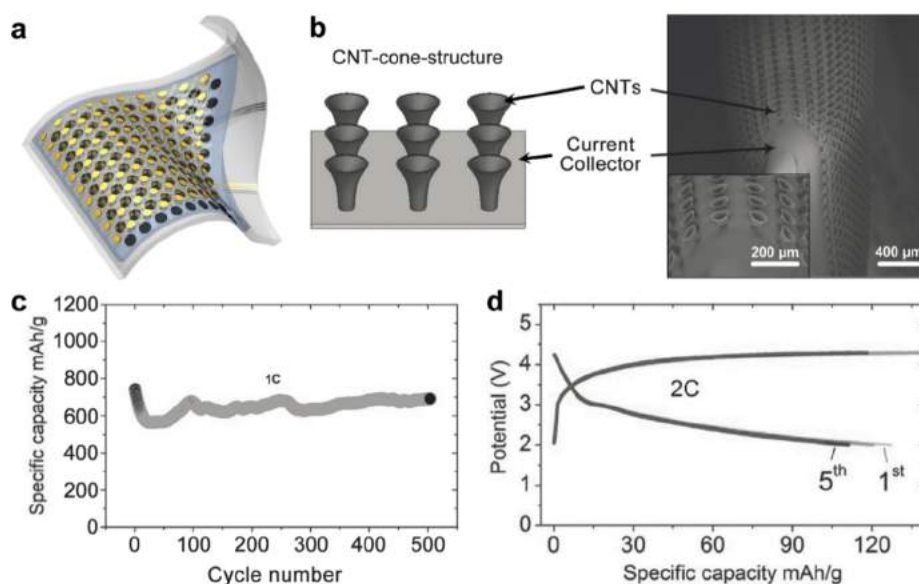 a
b
CNT-cone-structure
CNTs
Current
Collector
200 µm
400 µm
c
Specific capacity mAh/g
1200
1000
800
600
400
200
0
1C
0
100
200
300
400
500
Cycle number
d
Potential (V)
5
4
3
2
1
0
2C
5th
1st
0
30
60
90
120
Specific capacity mAh/g